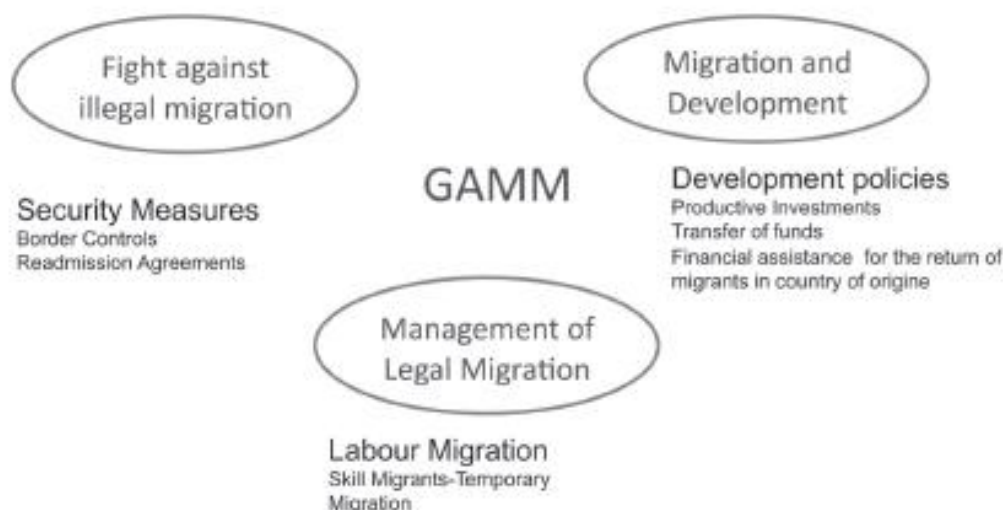 Fight against
illegal migration
Migration and
Development
GAMM
Security Measures
Border Controls
Readmission Agreements
Development policies
Productive Investments
Transfer of funds
Financial assistance for the return of
migrants in country of origine
Management of
Legal Migration
Labour Migration
Skill Migrants-Temporary
Migration